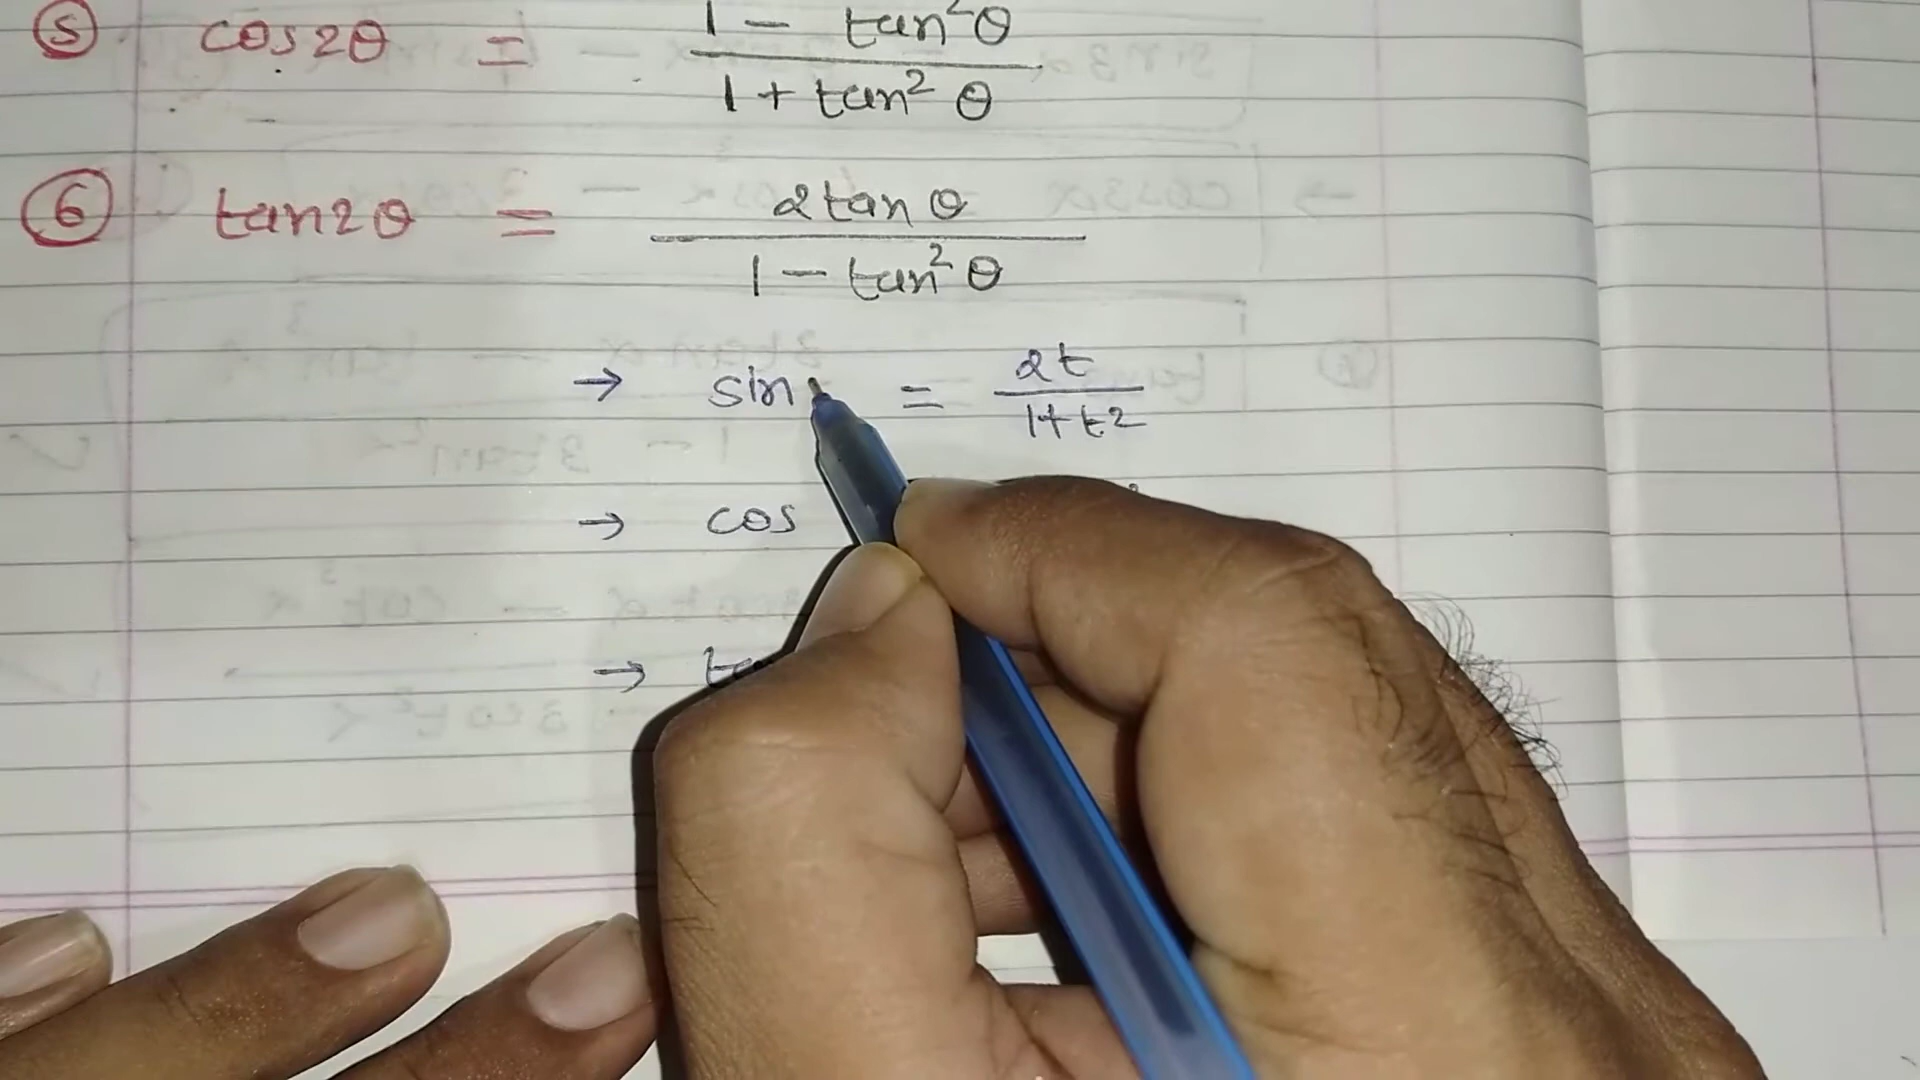 ⑤ cos2θ = 1 - tan²θ / 1 + tan²θ
⑥ tan2θ = 2tanθ / 1 - tan²θ
→ sin = 2t / 1+t²
→ cos
→